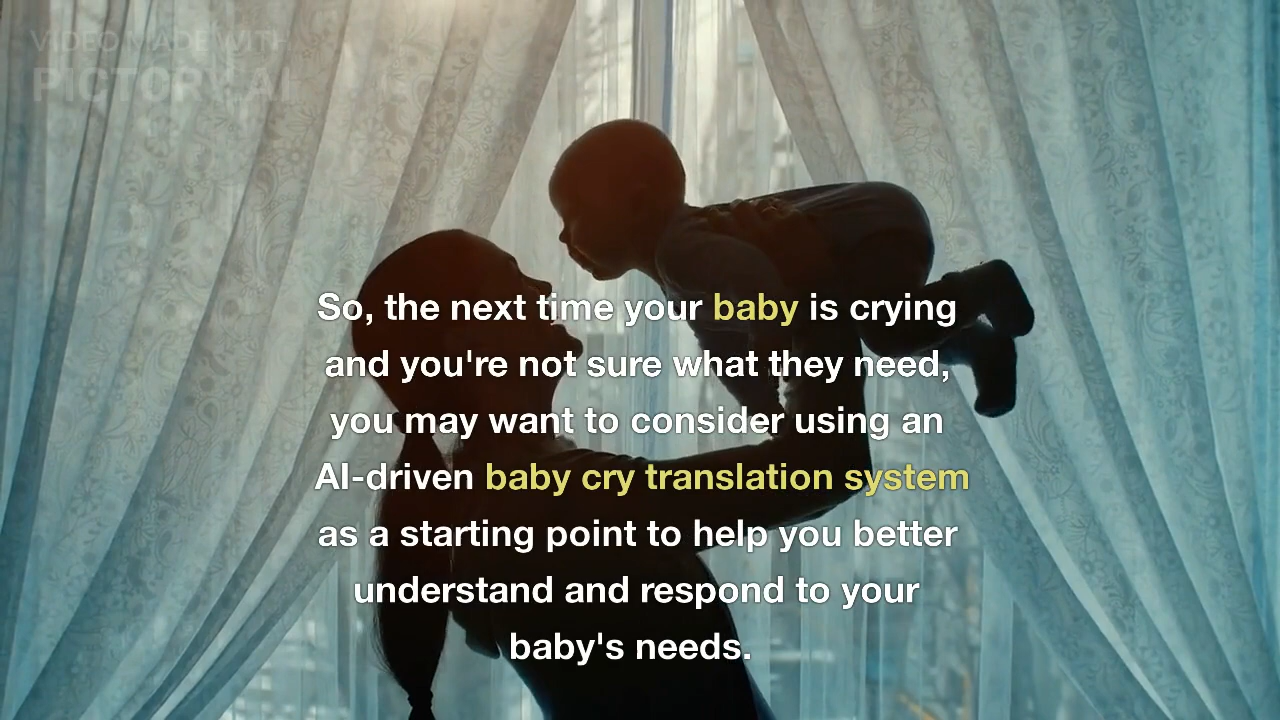 VIDEO MADE WITH
PICTORY.AI
So, the next time your baby is crying
and you're not sure what they need,
you may want to consider using an
AI-driven baby cry translation system
as a starting point to help you better
understand and respond to your
baby's needs.